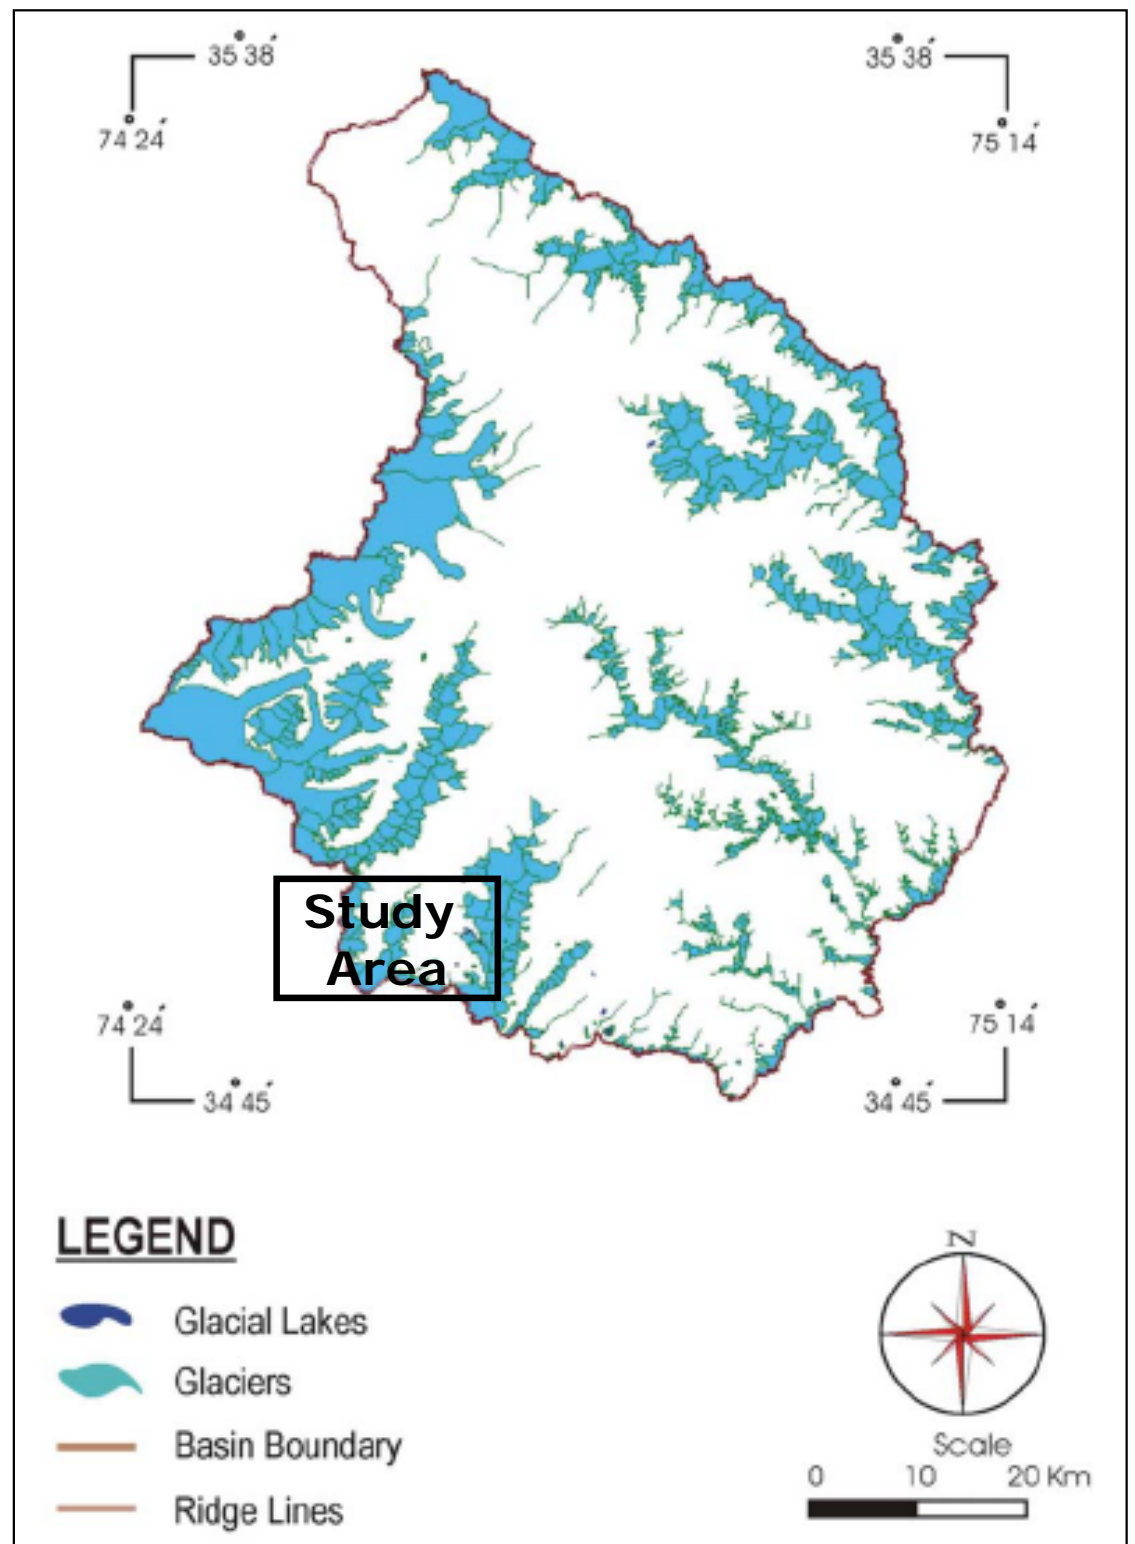 35°38′ 35°38′
74°24′ 75°14′
Study
Area
74°24′ 75°14′
34°45′ 34°45′
LEGEND
N
Glacial Lakes
Glaciers
Basin Boundary
Scale
0 10 20 Km
Ridge Lines